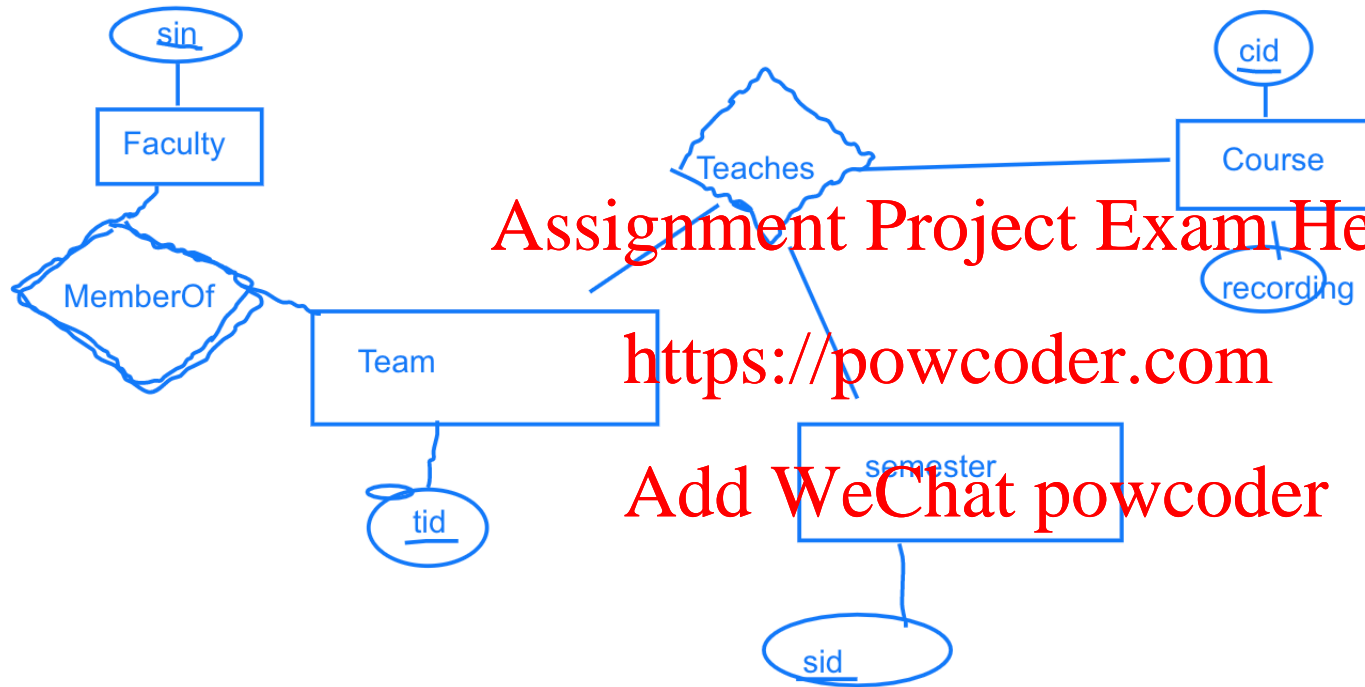 sin
cid
Faculty
Teaches
Course
Assignment Project Exam He
MemberOf
recording
Team
https://powcoder.com
semester
Add WeChat powcoder
tid
sid